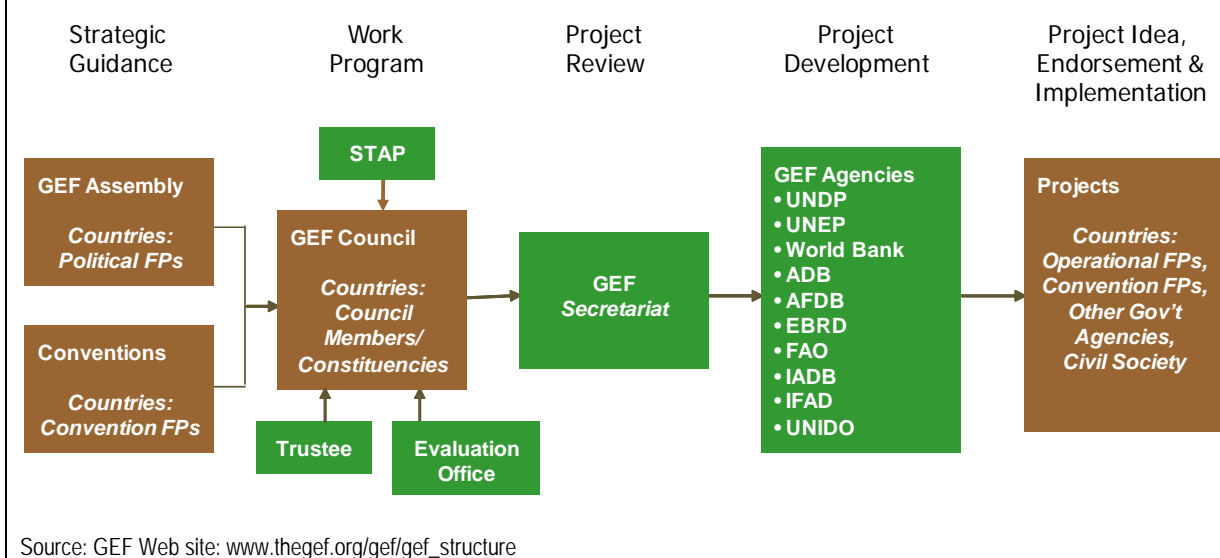 Strategic
Guidance
Work
Program
Project
Review
Project
Development
Project Idea,
Endorsement &
Implementation
GEF Assembly
Countries:
Political FPs
Conventions
Countries:
Convention FPs
STAP
GEF Council
Countries:
Council
Members/
Constituencies
Trustee
Evaluation
Office
GEF
Secretariat
GEF Agencies
• UNDP
• UNEP
• World Bank
• ADB
• AFDB
• EBRD
• FAO
• IADB
• IFAD
• UNIDO
Projects
Countries:
Operational FPs,
Convention FPs,
Other Gov't
Agencies,
Civil Society
Source: GEF Web site: www.thegef.org/gef/gef_structure